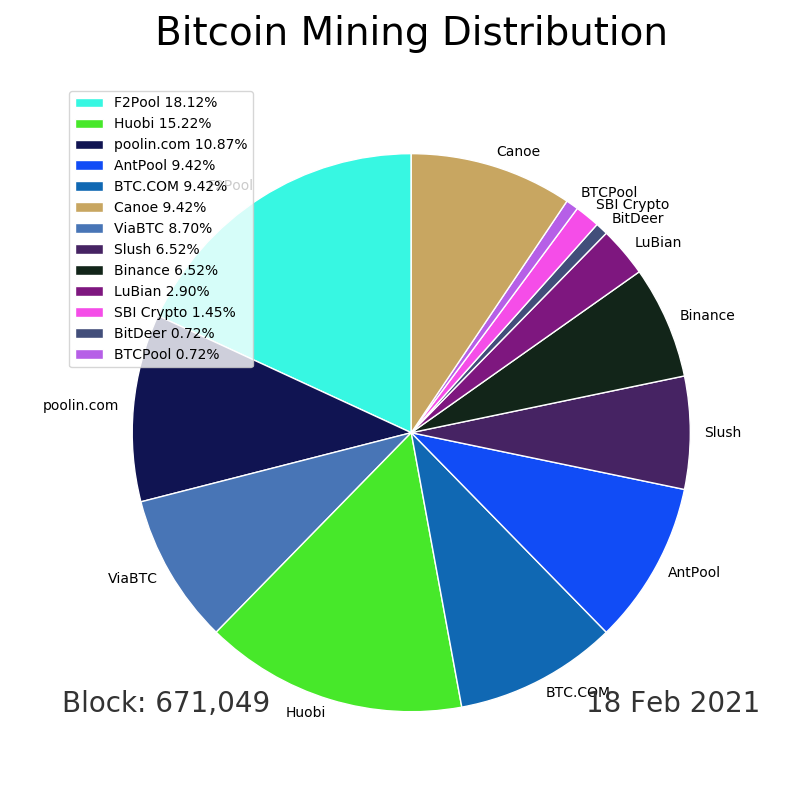 Bitcoin Mining Distribution
F2Pool 18.12%
Huobi 15.22%
poolin.com 10.87%
AntPool 9.42%
BTC.COM 9.42%
Canoe 9.42%
ViaBTC 8.70%
Slush 6.52%
Binance 6.52%
LuBian 2.90%
SBI Crypto 1.45%
BitDeer 0.72%
BTCPool 0.72%
F2Pool
Canoe
BTCPool
SBI Crypto
BitDeer
LuBian
Binance
Slush
AntPool
BTC.COM
Huobi
ViaBTC
poolin.com
Block: 671,049
18 Feb 2021